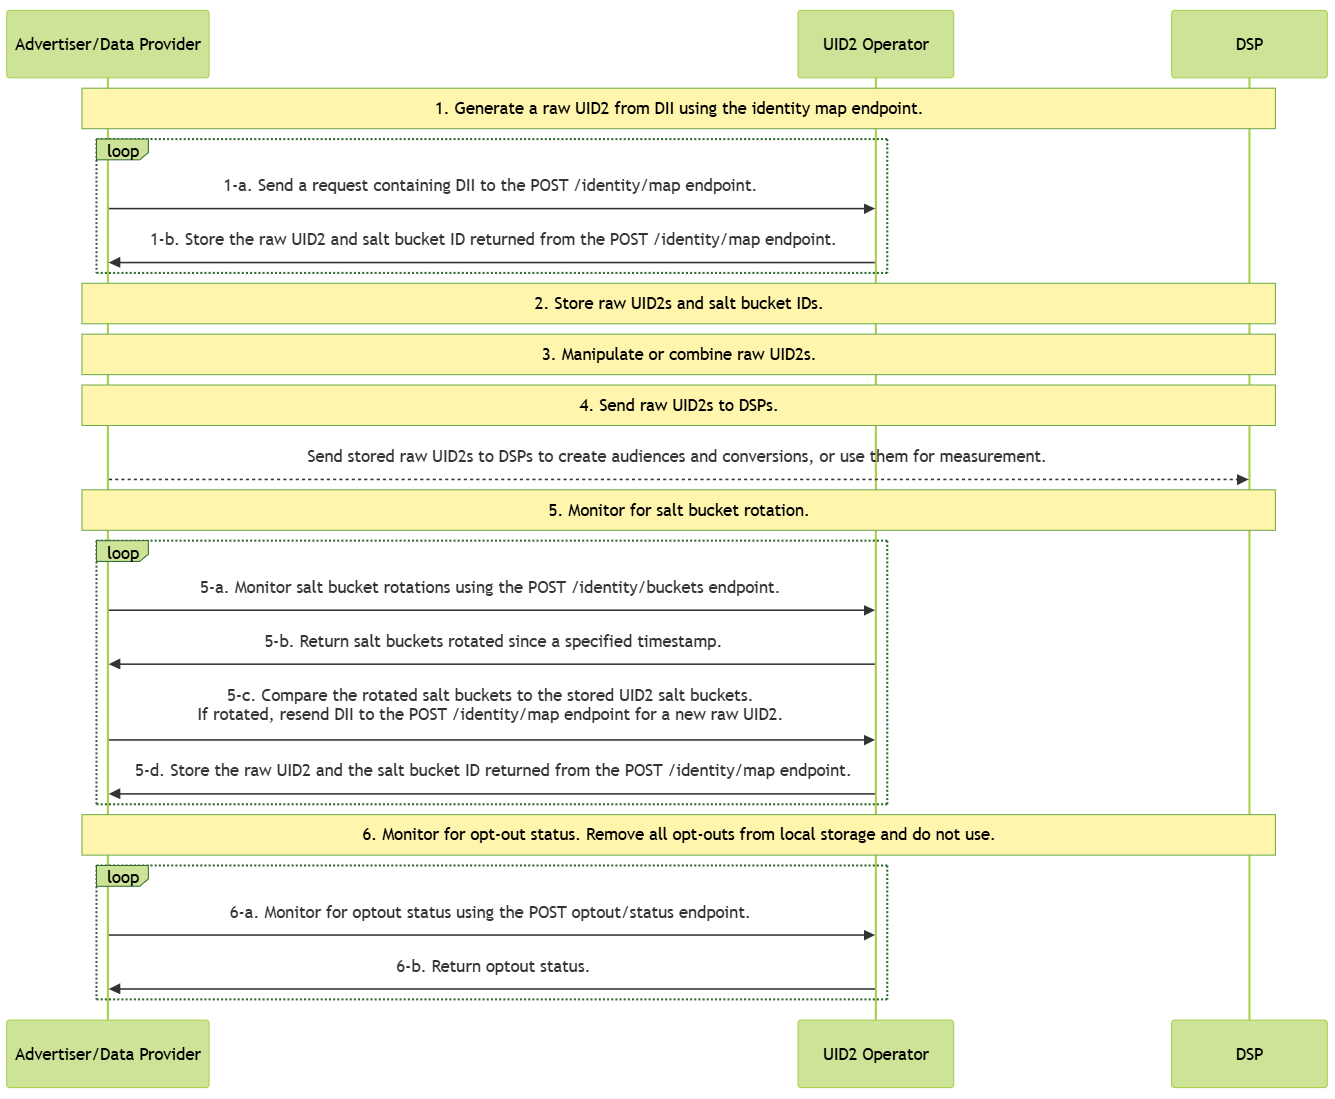 Advertiser/Data Provider
UID2 Operator
DSP
1. Generate a raw UID2 from DII using the identity map endpoint.
loop
1-a. Send a request containing DII to the POST /identity/map endpoint.
1-b. Store the raw UID2 and salt bucket ID returned from the POST /identity/map endpoint.
2. Store raw UID2s and salt bucket IDs.
3. Manipulate or combine raw UID2s.
4. Send raw UID2s to DSPs.
Send stored raw UID2s to DSPs to create audiences and conversions, or use them for measurement.
5. Monitor for salt bucket rotation.
loop
5-a. Monitor salt bucket rotations using the POST /identity/buckets endpoint.
5-b. Return salt buckets rotated since a specified timestamp.
5-c. Compare the rotated salt buckets to the stored UID2 salt buckets.
If rotated, resend DII to the POST /identity/map endpoint for a new raw UID2.
5-d. Store the raw UID2 and the salt bucket ID returned from the POST /identity/map endpoint.
6. Monitor for opt-out status. Remove all opt-outs from local storage and do not use.
loop
6-a. Monitor for optout status using the POST optout/status endpoint.
6-b. Return optout status.
Advertiser/Data Provider
UID2 Operator
DSP